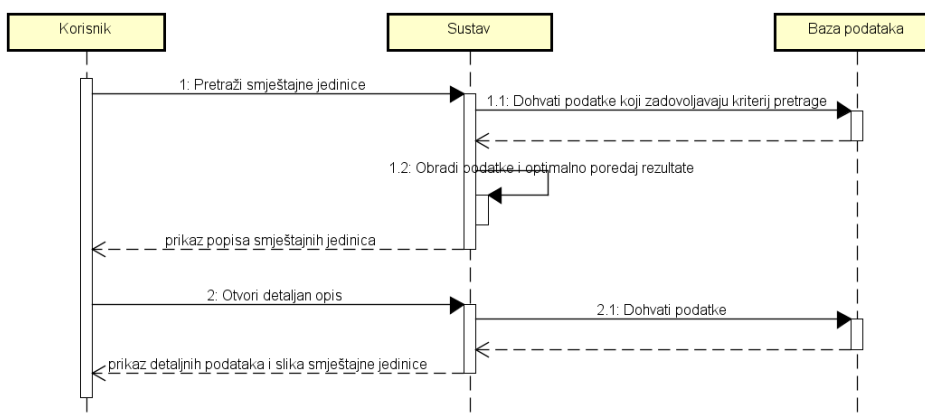 Korisnik
Sustav
Baza podataka
1: Pretraži smještajne jedinice
1.1: Dohvati podatke koji zadovoljavaju kriterij pretrage
1.2: Obradi podatke i optimalno poredaj rezultate
prikaz popisa smještajnih jedinica
2: Otvori detaljan opis
2.1: Dohvati podatke
prikaz detaljnih podataka i slika smještajne jedinice